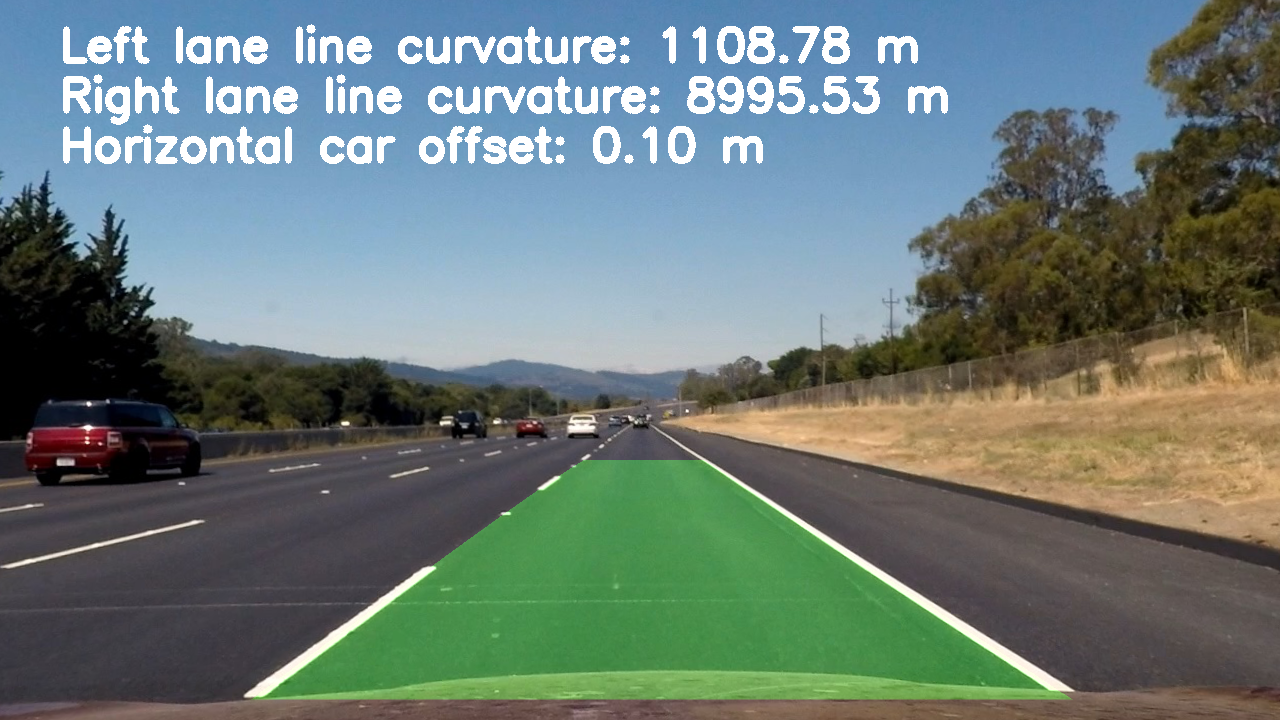 Left lane line curvature: 1108.78 m
Right lane line curvature: 8995.53 m
Horizontal car offset: 0.10 m